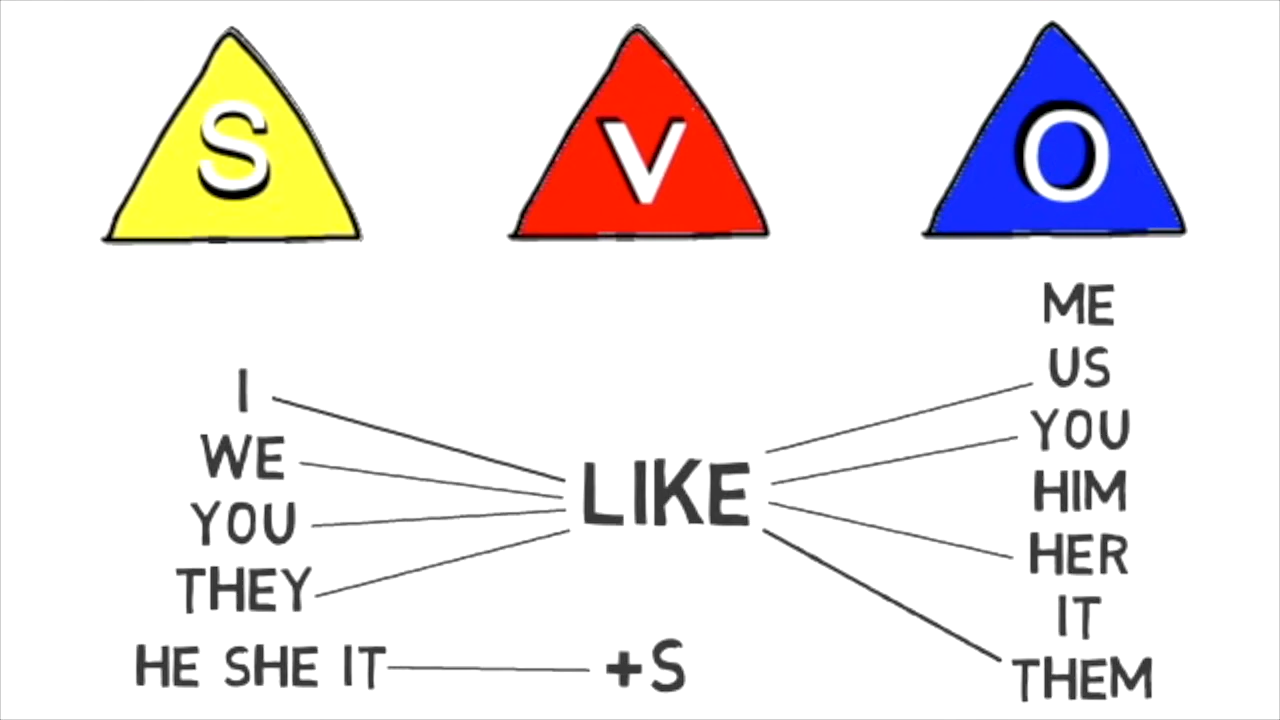 S V O
I
WE
YOU
THEY
HE SHE IT
LIKE
+S
ME
US
YOU
HIM
HER
IT
THEM